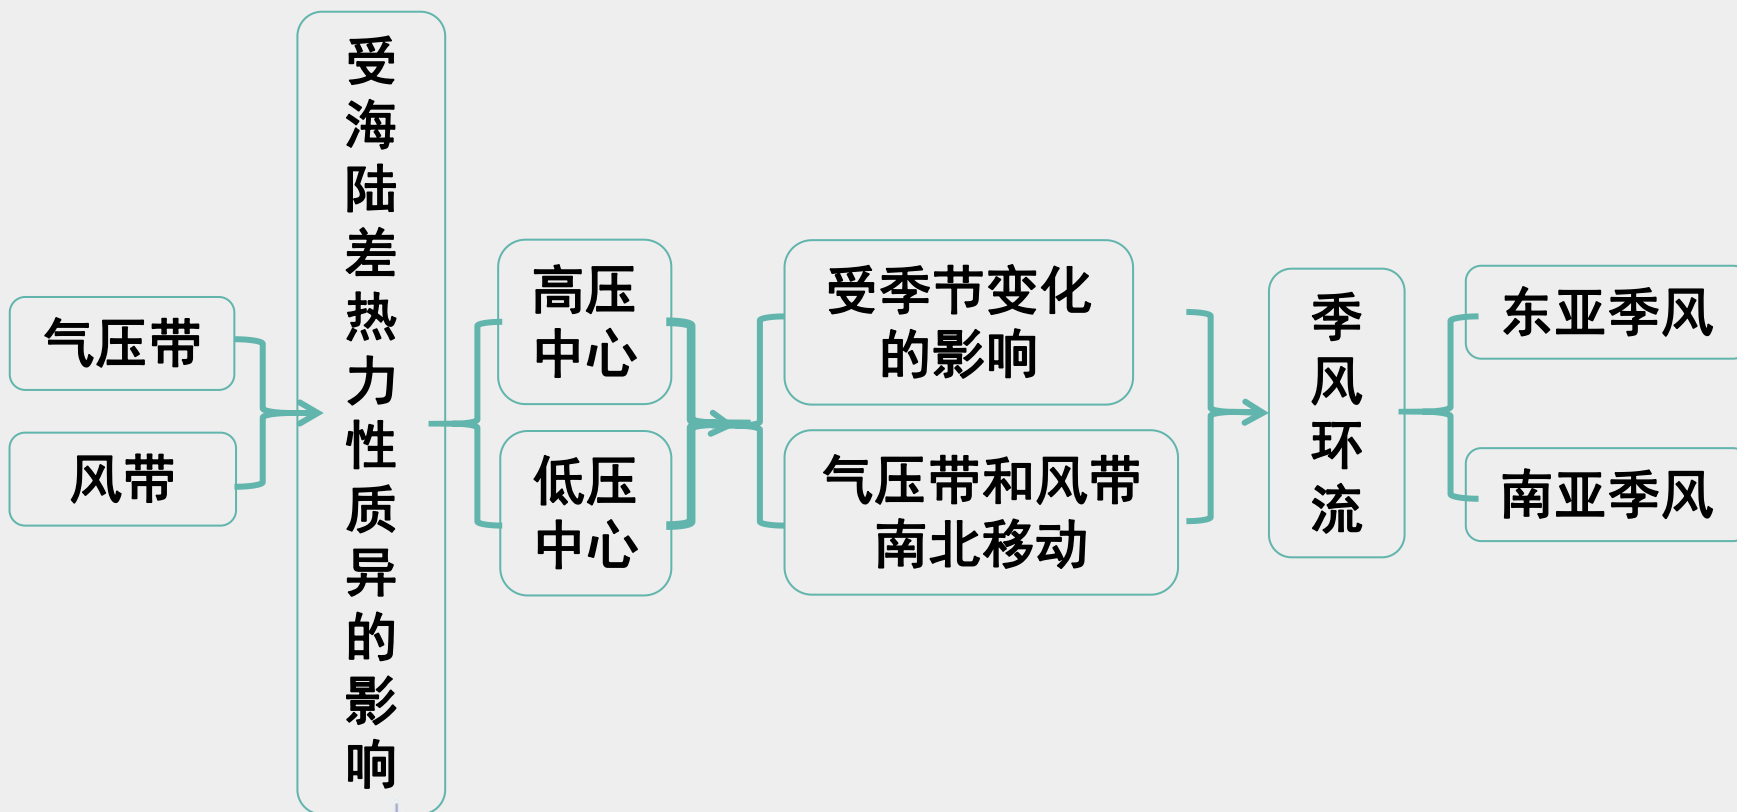 气压带
风带
受海陆差热力性质异的影响
高压
中心
低压
中心
受季节变化
的影响
气压带和风带
南北移动
季风环流
东亚季风
南亚季风